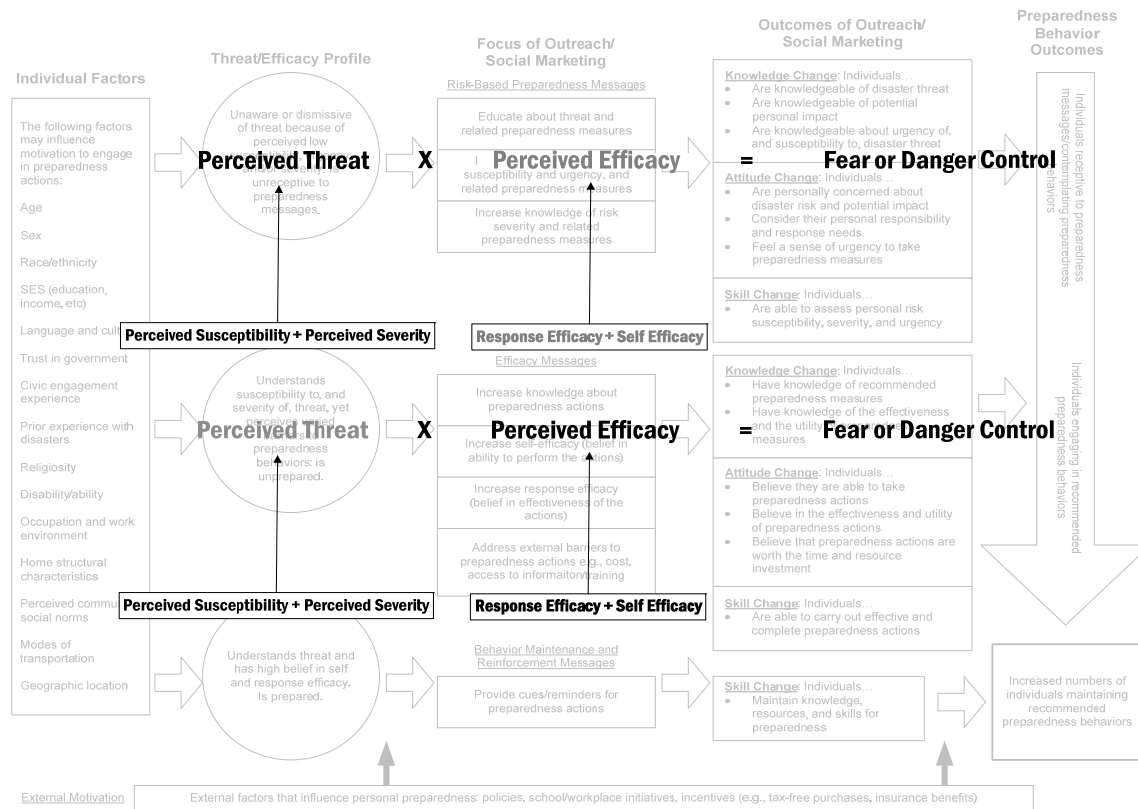 Individual Factors
The following factors
may influence
motivation to engage
in preparedness
actions:
Age
Sex
Race/ethnicity
SES (education,
income, etc)
Language and
Trust in government
Civic engagement
experience
Prior experience with
disasters
Religiosity
Disability/ability
Occupation and work
environment
Home structural
characteristics
Perceived
social norms
Modes of
transportation
Geographic location
Threat/Efficacy Profile
Unaware or dismissive
of threat because of
perceived low
unreceptive to
preparedness
messages.
Understands
susceptibility to, and
severity of, threat, yet
preparedness
behaviors: is
unprepared.
Understands threat and
has high belief in self
and response efficacy.
Is prepared.
Focus of Outreach/
Social Marketing
Risk-Based Preparedness Messages
Educate about threat and
related preparedness measures
susceptibility and urgency, and
related preparedness measures
Increase knowledge of risk
severity and related
preparedness measures
Efficacy Messages
Increase knowledge about
preparedness actions
Increase self-efficacy (belief in
ability to perform the actions)
Increase response efficacy
(belief in effectiveness of the
actions)
Address external barriers to
preparedness actions e.g., cost,
access to informaiton/training
Behavior Maintenance and
Reinforcement Messages
Provide cues/reminders for
preparedness actions
Outcomes of Outreach/
Social Marketing
Knowledge Change: Individuals…
• Are knowledgeable of disaster threat
• Are knowledgeable of potential
personal impact
• Are knowledgeable about urgency of,
and susceptibility to, disaster threat
Attitude Change: Individuals…
• Are personally concerned about
disaster risk and potential impact
• Consider their personal responsibility
and response needs
• Feel a sense of urgency to take
preparedness measures
Skill Change: Individuals…
• Are able to assess personal risk
susceptibility, severity, and urgency
Knowledge Change: Individuals…
• Have knowledge of recommended
preparedness measures
• Have knowledge of the effectiveness
and the utility
measures
Attitude Change: Individuals…
• Believe they are able to take
preparedness actions
• Believe in the effectiveness and utility
of preparedness actions
• Believe that preparedness actions are
worth the time and resource
investment
Skill Change: Individuals…
• Are able to carry out effective and
complete preparedness actions
Skill Change: Individuals…
• Maintain knowledge,
resources, and skills for
preparedness
Preparedness
Behavior
Outcomes
Individuals receptive to preparedness
messages/contemplating preparedness
behaviors
Individuals engaging in recommended
preparedness behaviors
Increased numbers of
individuals maintaining
recommended
preparedness behaviors
Perceived Threat X Perceived Efficacy = Fear or Danger Control
Perceived Susceptibility + Perceived Severity
Response Efficacy + Self Efficacy
Perceived Threat X Perceived Efficacy = Fear or Danger Control
Perceived Susceptibility + Perceived Severity
Response Efficacy + Self Efficacy
External Motivation
External factors that influence personal preparedness: policies, school/workplace initiatives, incentives (e.g., tax-free purchases, insurance benefits)